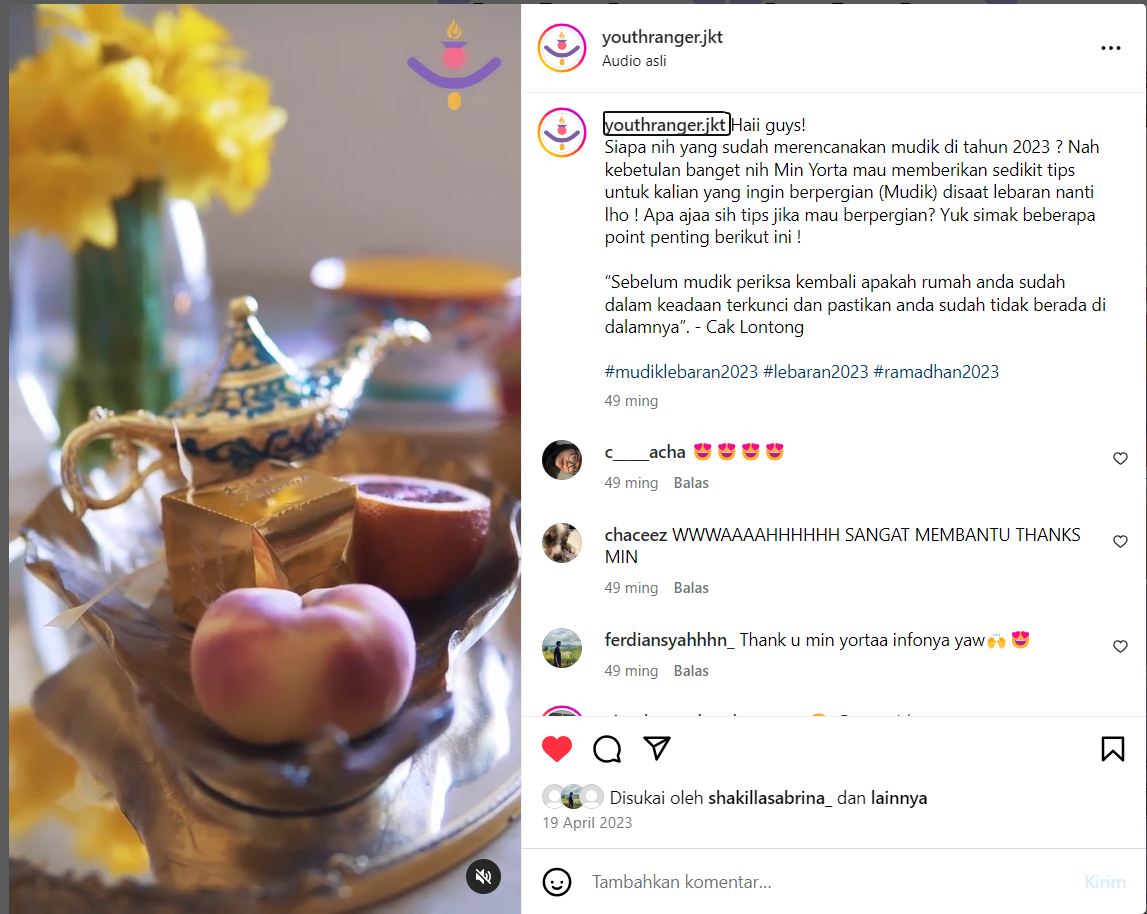 youthranger.jkt
Audio asli
youthranger.jkt Haii guys!
Siapa nih yang sudah merencanakan mudik di tahun 2023 ? Nah
kebetulan banget nih Min Yorta mau memberikan sedikit tips
untuk kalian yang ingin berpergian (Mudik) disaat lebaran nanti
lho ! Apa ajaa sih tips jika mau berpergian? Yuk simak beberapa
point penting berikut ini !
“Sebelum mudik periksa kembali apakah rumah anda sudah
dalam keadaan terkunci dan pastikan anda sudah tidak berada di
dalamnya”. - Cak Lontong
#mudiklebaran2023 #lebaran2023 #ramadhan2023
49 ming
c_____acha 😍😍😍😍
49 ming Balas
chaceez WWWAAAAHHHHHH SANGAT MEMBANTU THANKS
MIN
49 ming Balas
ferdiansyahhhn_ Thank u min yortaa infonya yaw🙌😍
49 ming Balas
Disukai oleh shakillasabrina_ dan lainnya
19 April 2023
Tambahkan komentar...
Kirim